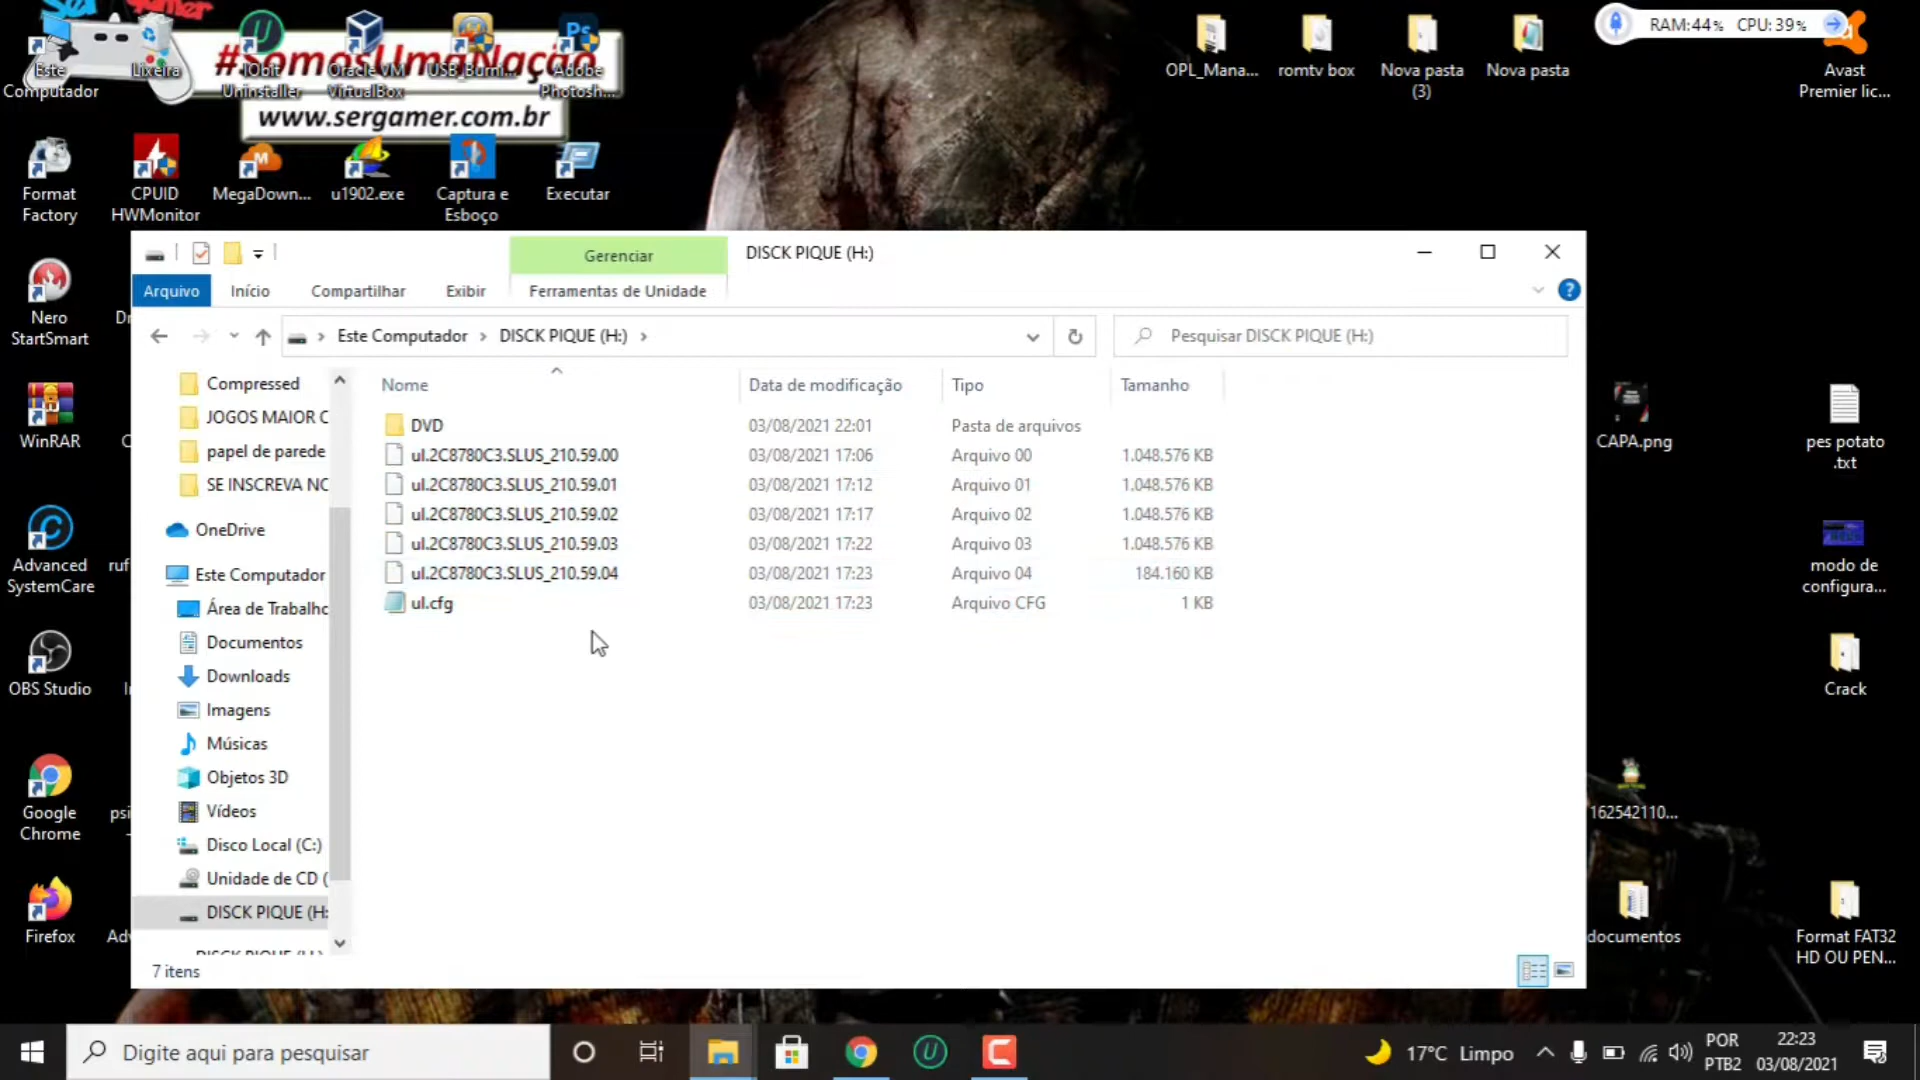 #SomosUmaNação
www.sergamer.com.br
Este
Computador
Lixeira
IObit
Uninstaller
Oracle VM
VirtualBox
USB_Burni...
Adobe
Photosh...
OPL_Mana...
romtv box
Nova pasta
(3)
Nova pasta
RAM:44% CPU:39%
Avast
Premier lic...
Format
Factory
CPUID
HWMonitor
MegaDown...
u1902.exe
Captura e
Esboço
Executar
Gerenciar
DISCK PIQUE (H:)
Arquivo
Início
Compartilhar
Exibir
Ferramentas de Unidade
Este Computador
DISCK PIQUE (H:)
Pesquisar DISCK PIQUE (H:)
Nero
StartSmart
WinRAR
Advanced
SystemCare
ruf
OBS Studio
Google
Chrome
psi
Firefox
Adv
Compressed
JOGOS MAIOR C
papel de parede
SE INSCREVA NC
OneDrive
Este Computador
Área de Trabalho
Documentos
Downloads
Imagens
Músicas
Objetos 3D
Vídeos
Disco Local (C:)
Unidade de CD (
DISCK PIQUE (H:
DISCK PIQUE (H:)
Nome Data de modificação Tipo Tamanho
DVD 03/08/2021 22:01 Pasta de arquivos
ul.2C8780C3.SLUS_210.59.00 03/08/2021 17:06 Arquivo 00 1.048.576 KB
ul.2C8780C3.SLUS_210.59.01 03/08/2021 17:12 Arquivo 01 1.048.576 KB
ul.2C8780C3.SLUS_210.59.02 03/08/2021 17:17 Arquivo 02 1.048.576 KB
ul.2C8780C3.SLUS_210.59.03 03/08/2021 17:22 Arquivo 03 1.048.576 KB
ul.2C8780C3.SLUS_210.59.04 03/08/2021 17:23 Arquivo 04 184.160 KB
ul.cfg 03/08/2021 17:23 Arquivo CFG 1 KB
7 itens
CAPA.png
pes potato
.txt
modo de
configura...
Crack
162542110...
documentos
Format FAT32
HD OU PEN...
Digite aqui para pesquisar
17°C Limpo
POR
PTB2
22:23
03/08/2021